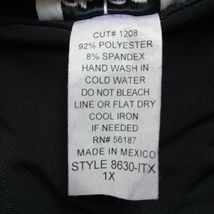 CUT# 1208
92% POLYESTER
8% SPANDEX
HAND WASH IN
COLD WATER
DO NOT BLEACH
LINE OR FLAT DRY
COOL IRON
IF NEEDED
RN# 56187
MADE IN MEXICO
STYLE 8630-ITX
1X